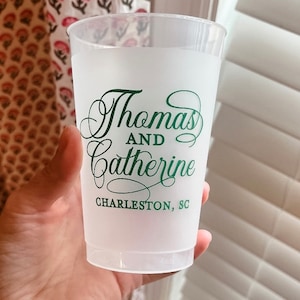 Thomas
AND
Catherine
CHARLESTON, SC